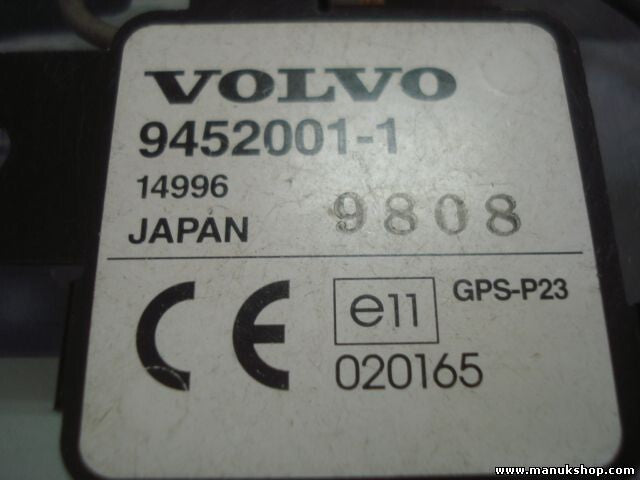 VOLVO
9452001-1
14996
JAPAN 9808
CE e11 GPS-P23
020165
www.manukshop.com